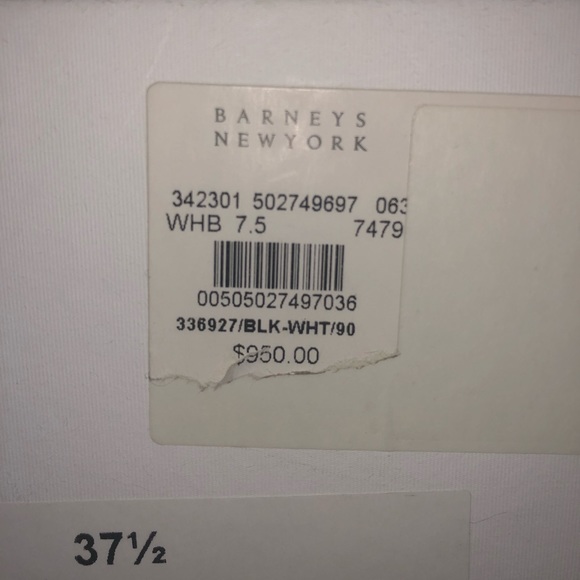 BARNEYS
NEWYORK
342301 502749697 063
WHB 7.5 7479
00505027497036
336927/BLK-WHT/90
$950.00
37½